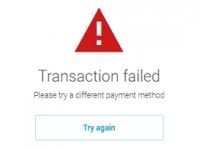 Transaction failed
Please try a different payment method
Try again